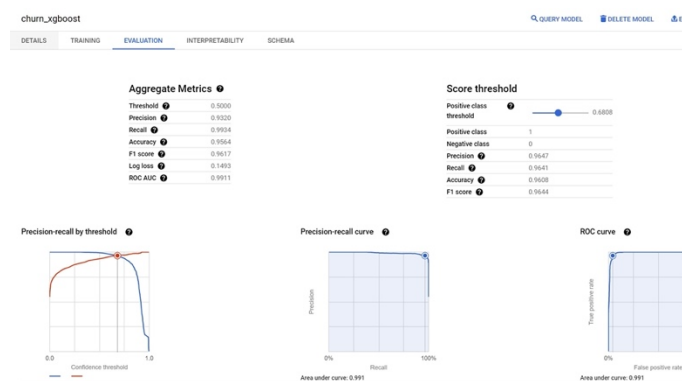 churn_xgboost
QUERY MODEL DELETE MODEL E
DETAILS TRAINING EVALUATION INTERPRETABILITY SCHEMA
Aggregate Metrics
Threshold 0.5000
Precision 0.9320
Recall 0.9934
Accuracy 0.9564
F1 score 0.9617
Log loss 0.1493
ROC AUC 0.9911
Score threshold
Positive class threshold 0.6808
Positive class 1
Negative class 0
Precision 0.9647
Recall 0.9641
Accuracy 0.9608
F1 score 0.9644
Precision-recall by threshold
0.0 1.0
Confidence threshold
Precision-recall curve
Precision
0% 100%
Recall
Area under curve: 0.991
ROC curve
True positive rate
0%
False positive rate
Area under curve: 0.991